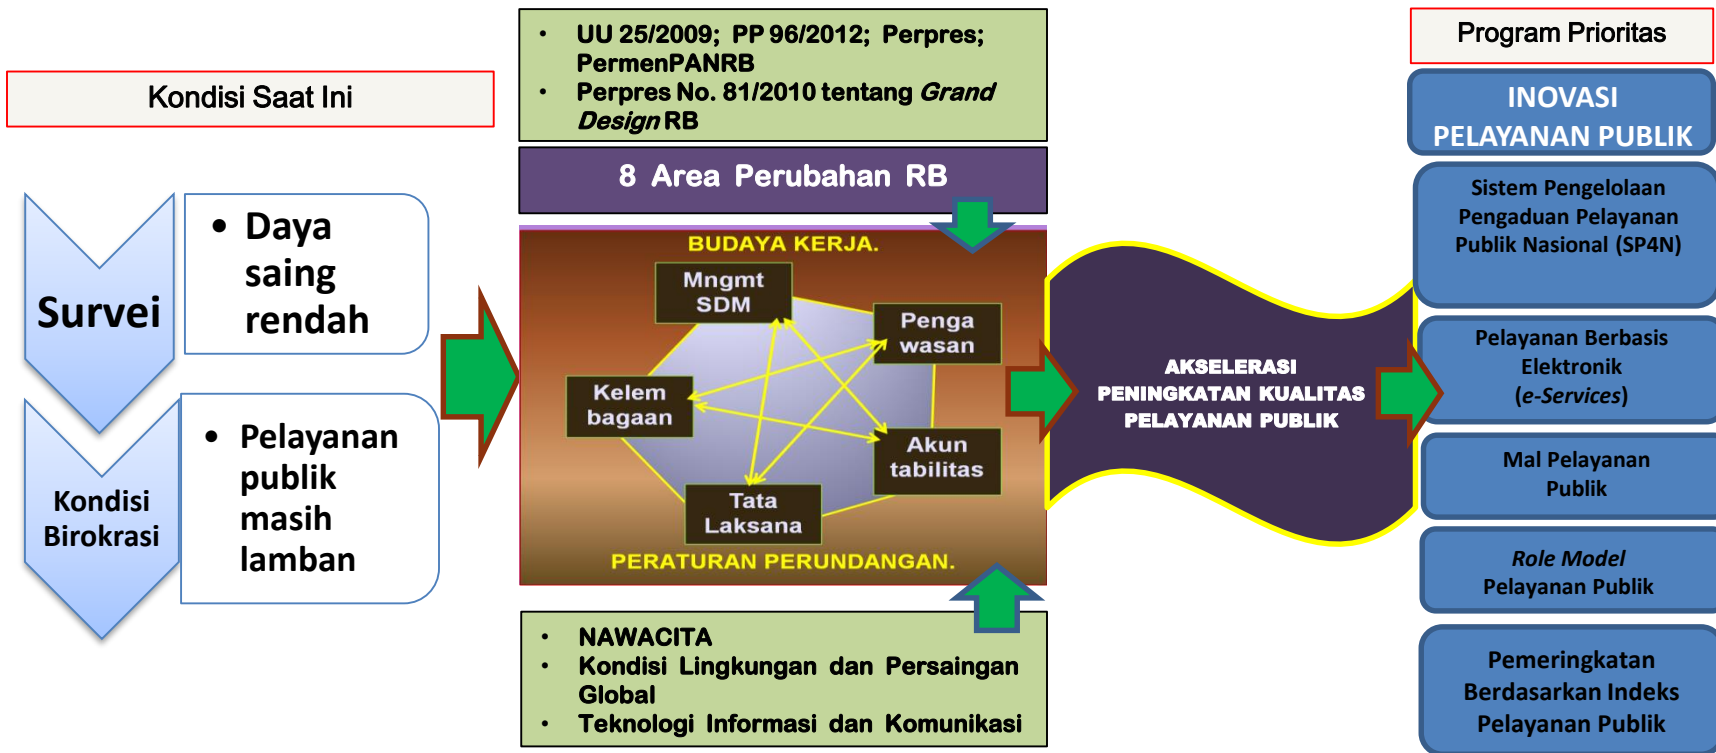 Kondisi Saat Ini
Survei
• Daya
saing
rendah
Kondisi
Birokrasi
• Pelayanan
publik
masih
lamban
• UU 25/2009; PP 96/2012; Perpres;
PermenPANRB
• Perpres No. 81/2010 tentang Grand
Design RB
8 Area Perubahan RB
BUDAYA KERJA.
Mngmt
SDM
Penga
wasan
Kelem
bagaan
Akun
tabilitas
Tata
Laksana
PERATURAN PERUNDANGAN.
• NAWACITA
• Kondisi Lingkungan dan Persaingan
Global
• Teknologi Informasi dan Komunikasi
AKSELERASI
PENINGKATAN KUALITAS
PELAYANAN PUBLIK
Program Prioritas
INOVASI
PELAYANAN PUBLIK
Sistem Pengelolaan
Pengaduan Pelayanan
Publik Nasional (SP4N)
Pelayanan Berbasis
Elektronik
(e-Services)
Mal Pelayanan
Publik
Role Model
Pelayanan Publik
Pemeringkatan
Berdasarkan Indeks
Pelayanan Publik